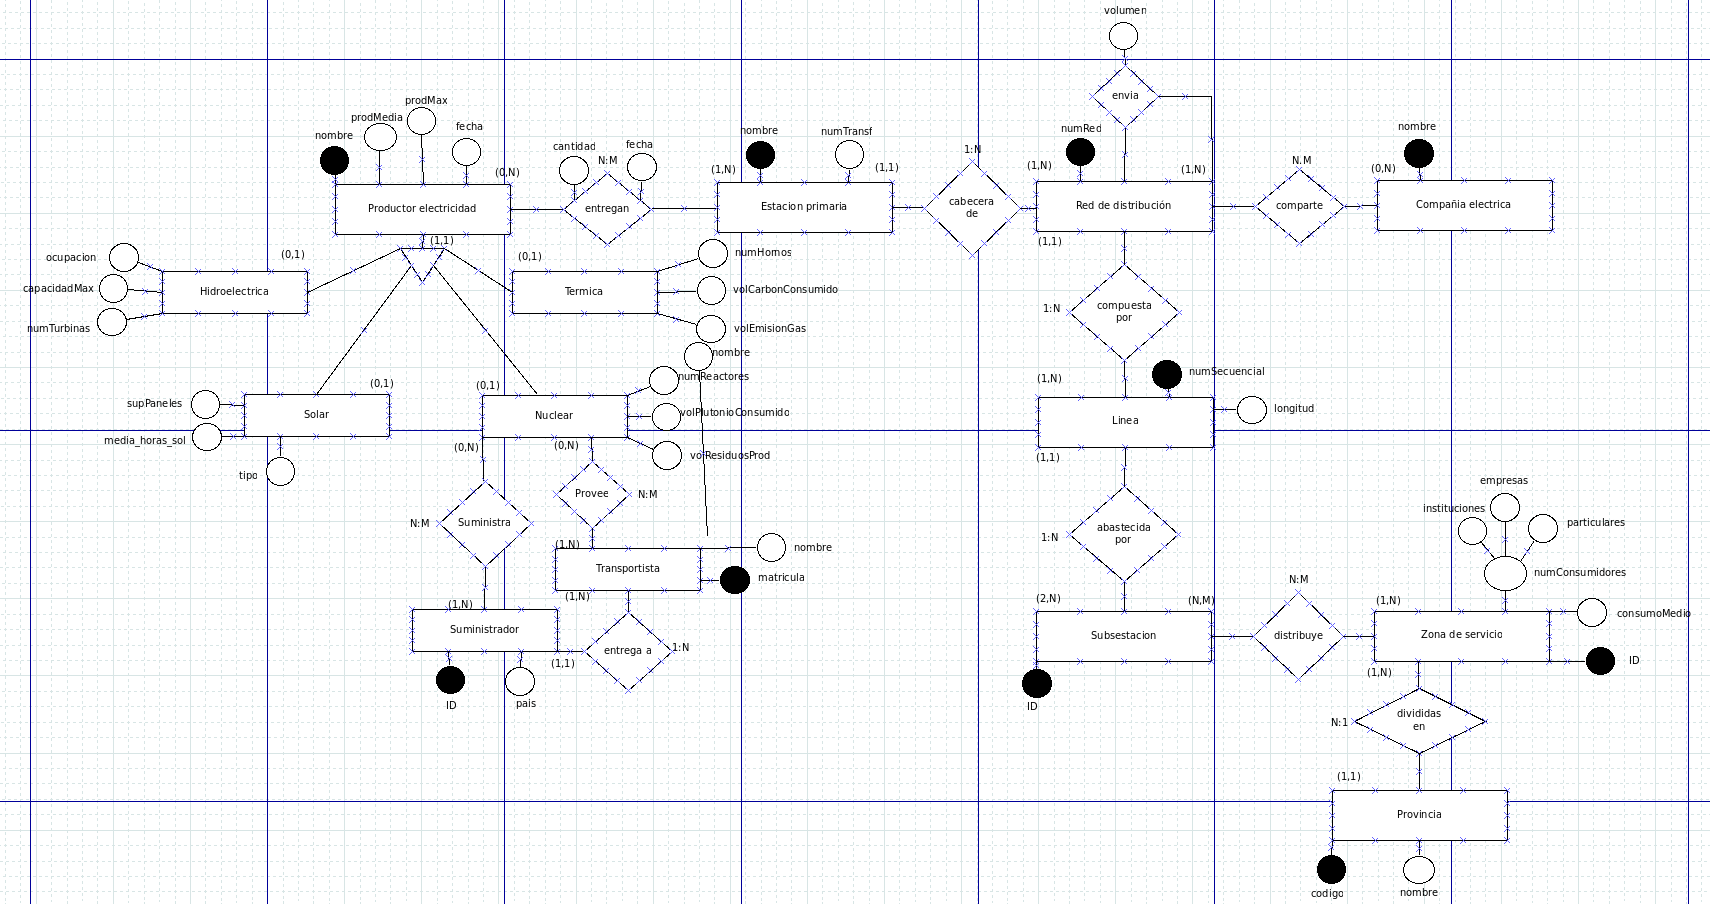 volumen
envia
prodMax
prodMedia
fecha
nombre
(0,N)
cantidad
N:M
fecha
nombre
numTransf
(1,N)
(1,1)
1:N
numRed
(1,N)
(1,N)
N.M
nombre
(0,N)
Productor electricidad
entregan
Estacion primaria
cabecera
de
Red de distribución
comparte
Compañia electrica
(1,1)
(1,1)
ocupacion
capacidadMax
numTurbinas
(0,1)
Hidroelectrica
(0,1)
Termica
numHomos
volCarbonConsumido
volEmisionGas
nombre
1:N
compuesta
por
(1,N)
numSecuencial
longitud
Linea
(1,1)
supPaneles
media_horas_sol
tipo
(0,1)
Solar
(0,1)
Nuclear
numReactores
volPlutonioConsumido
volResiduosProd
(0,N)
(0,N)
N:M
Suministra
Provee
N:M
(1,N)
Transportista
nombre
matricula
(1,N)
(1,N)
Suministrador
(1,1)
entrega a
1:N
ID
pais
1:N
abastecida
por
(2,N)
(N,M)
Subsestacion
ID
N:M
distribuye
empresas
instituciones
particulares
numConsumidores
(1,N)
consumoMedio
Zona de servicio
ID
(1,N)
N:1
divididas
en
(1,1)
Provincia
codigo
nombre